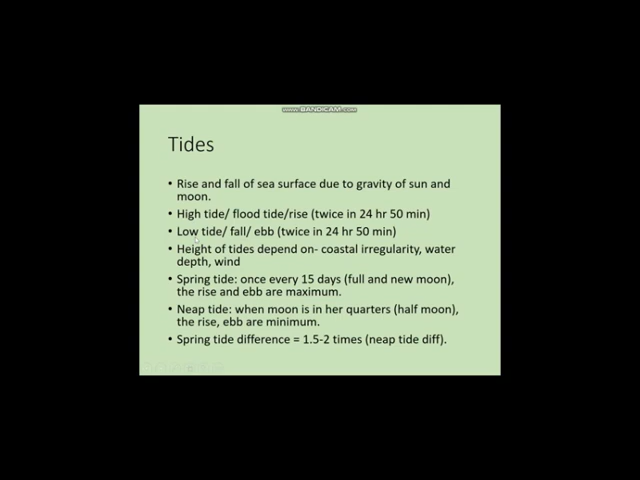 www.BANDICAM.com
Tides
• Rise and fall of sea surface due to gravity of sun and
moon.
• High tide/ flood tide/rise (twice in 24 hr 50 min)
• Low tide/ fall/ ebb (twice in 24 hr 50 min)
• Height of tides depend on- coastal irregularity, water
depth, wind
• Spring tide: once every 15 days (full and new moon),
the rise and ebb are maximum.
• Neap tide: when moon is in her quarters (half moon),
the rise, ebb are minimum.
• Spring tide difference = 1.5-2 times (neap tide diff).